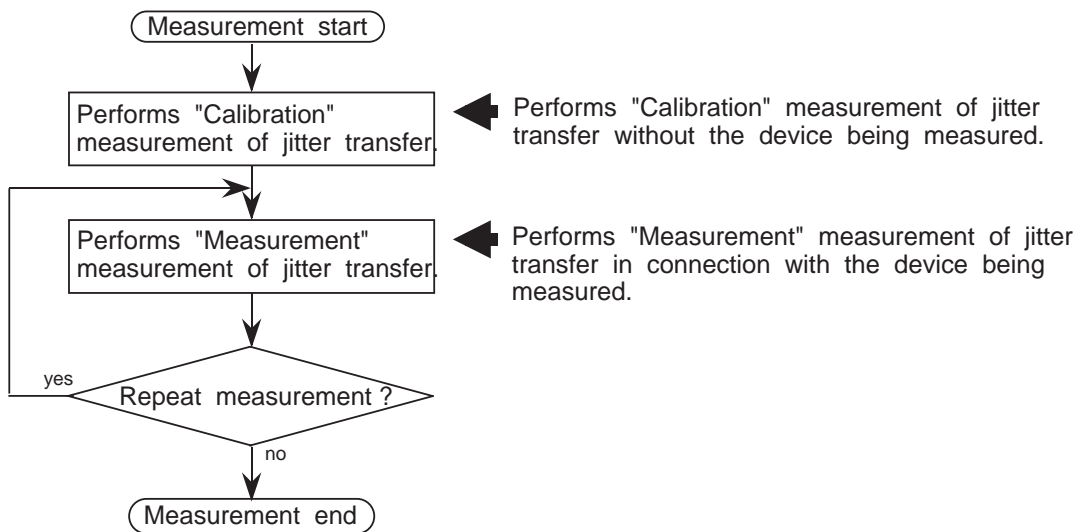 Measurement start
Performs "Calibration"
measurement of jitter transfer.
Performs "Calibration" measurement of jitter
transfer without the device being measured.
Performs "Measurement"
measurement of jitter transfer.
Performs "Measurement" measurement of jitter
transfer in connection with the device being
measured.
yes
Repeat measurement ?
no
Measurement end